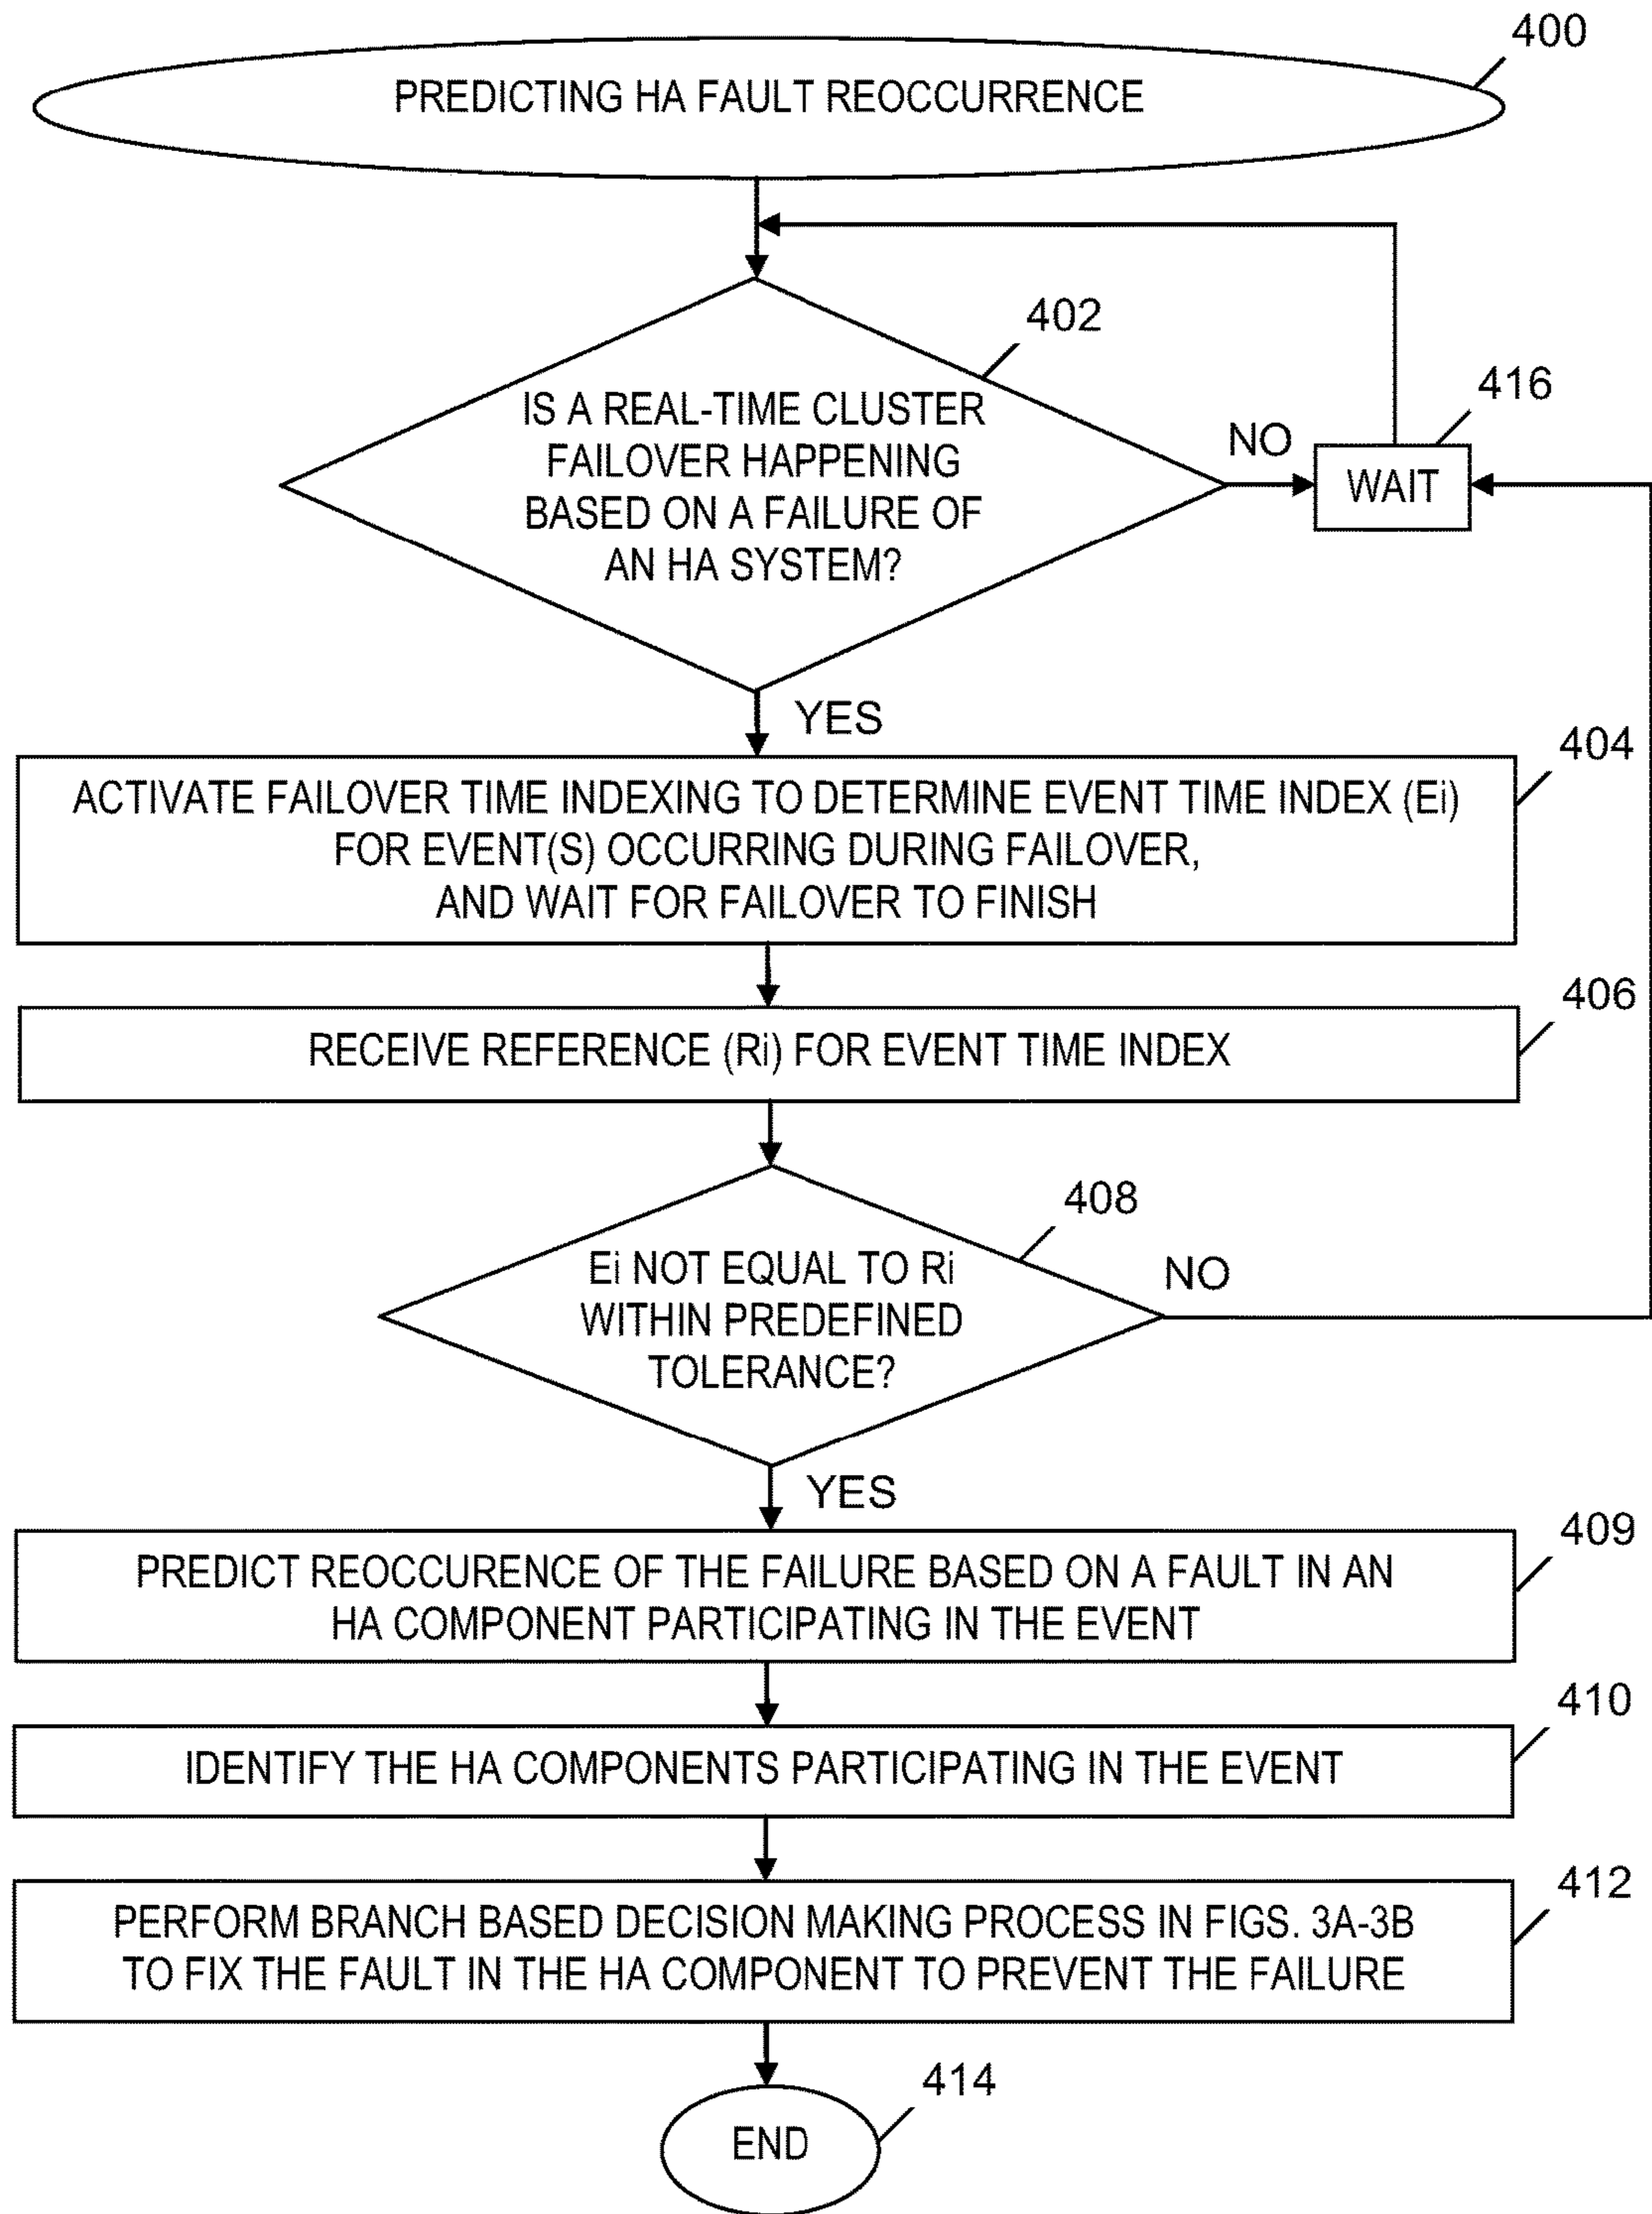 400
PREDICTING HA FAULT REOCCURRENCE
402
IS A REAL-TIME CLUSTER
FAILOVER HAPPENING
BASED ON A FAILURE OF
AN HA SYSTEM?
NO
416
WAIT
YES
404
ACTIVATE FAILOVER TIME INDEXING TO DETERMINE EVENT TIME INDEX (Ei)
FOR EVENT(S) OCCURRING DURING FAILOVER,
AND WAIT FOR FAILOVER TO FINISH
406
RECEIVE REFERENCE (Ri) FOR EVENT TIME INDEX
408
Ei NOT EQUAL TO Ri
WITHIN PREDEFINED
TOLERANCE?
NO
YES
409
PREDICT REOCCURENCE OF THE FAILURE BASED ON A FAULT IN AN
HA COMPONENT PARTICIPATING IN THE EVENT
410
IDENTIFY THE HA COMPONENTS PARTICIPATING IN THE EVENT
412
PERFORM BRANCH BASED DECISION MAKING PROCESS IN FIGS. 3A-3B
TO FIX THE FAULT IN THE HA COMPONENT TO PREVENT THE FAILURE
414
END